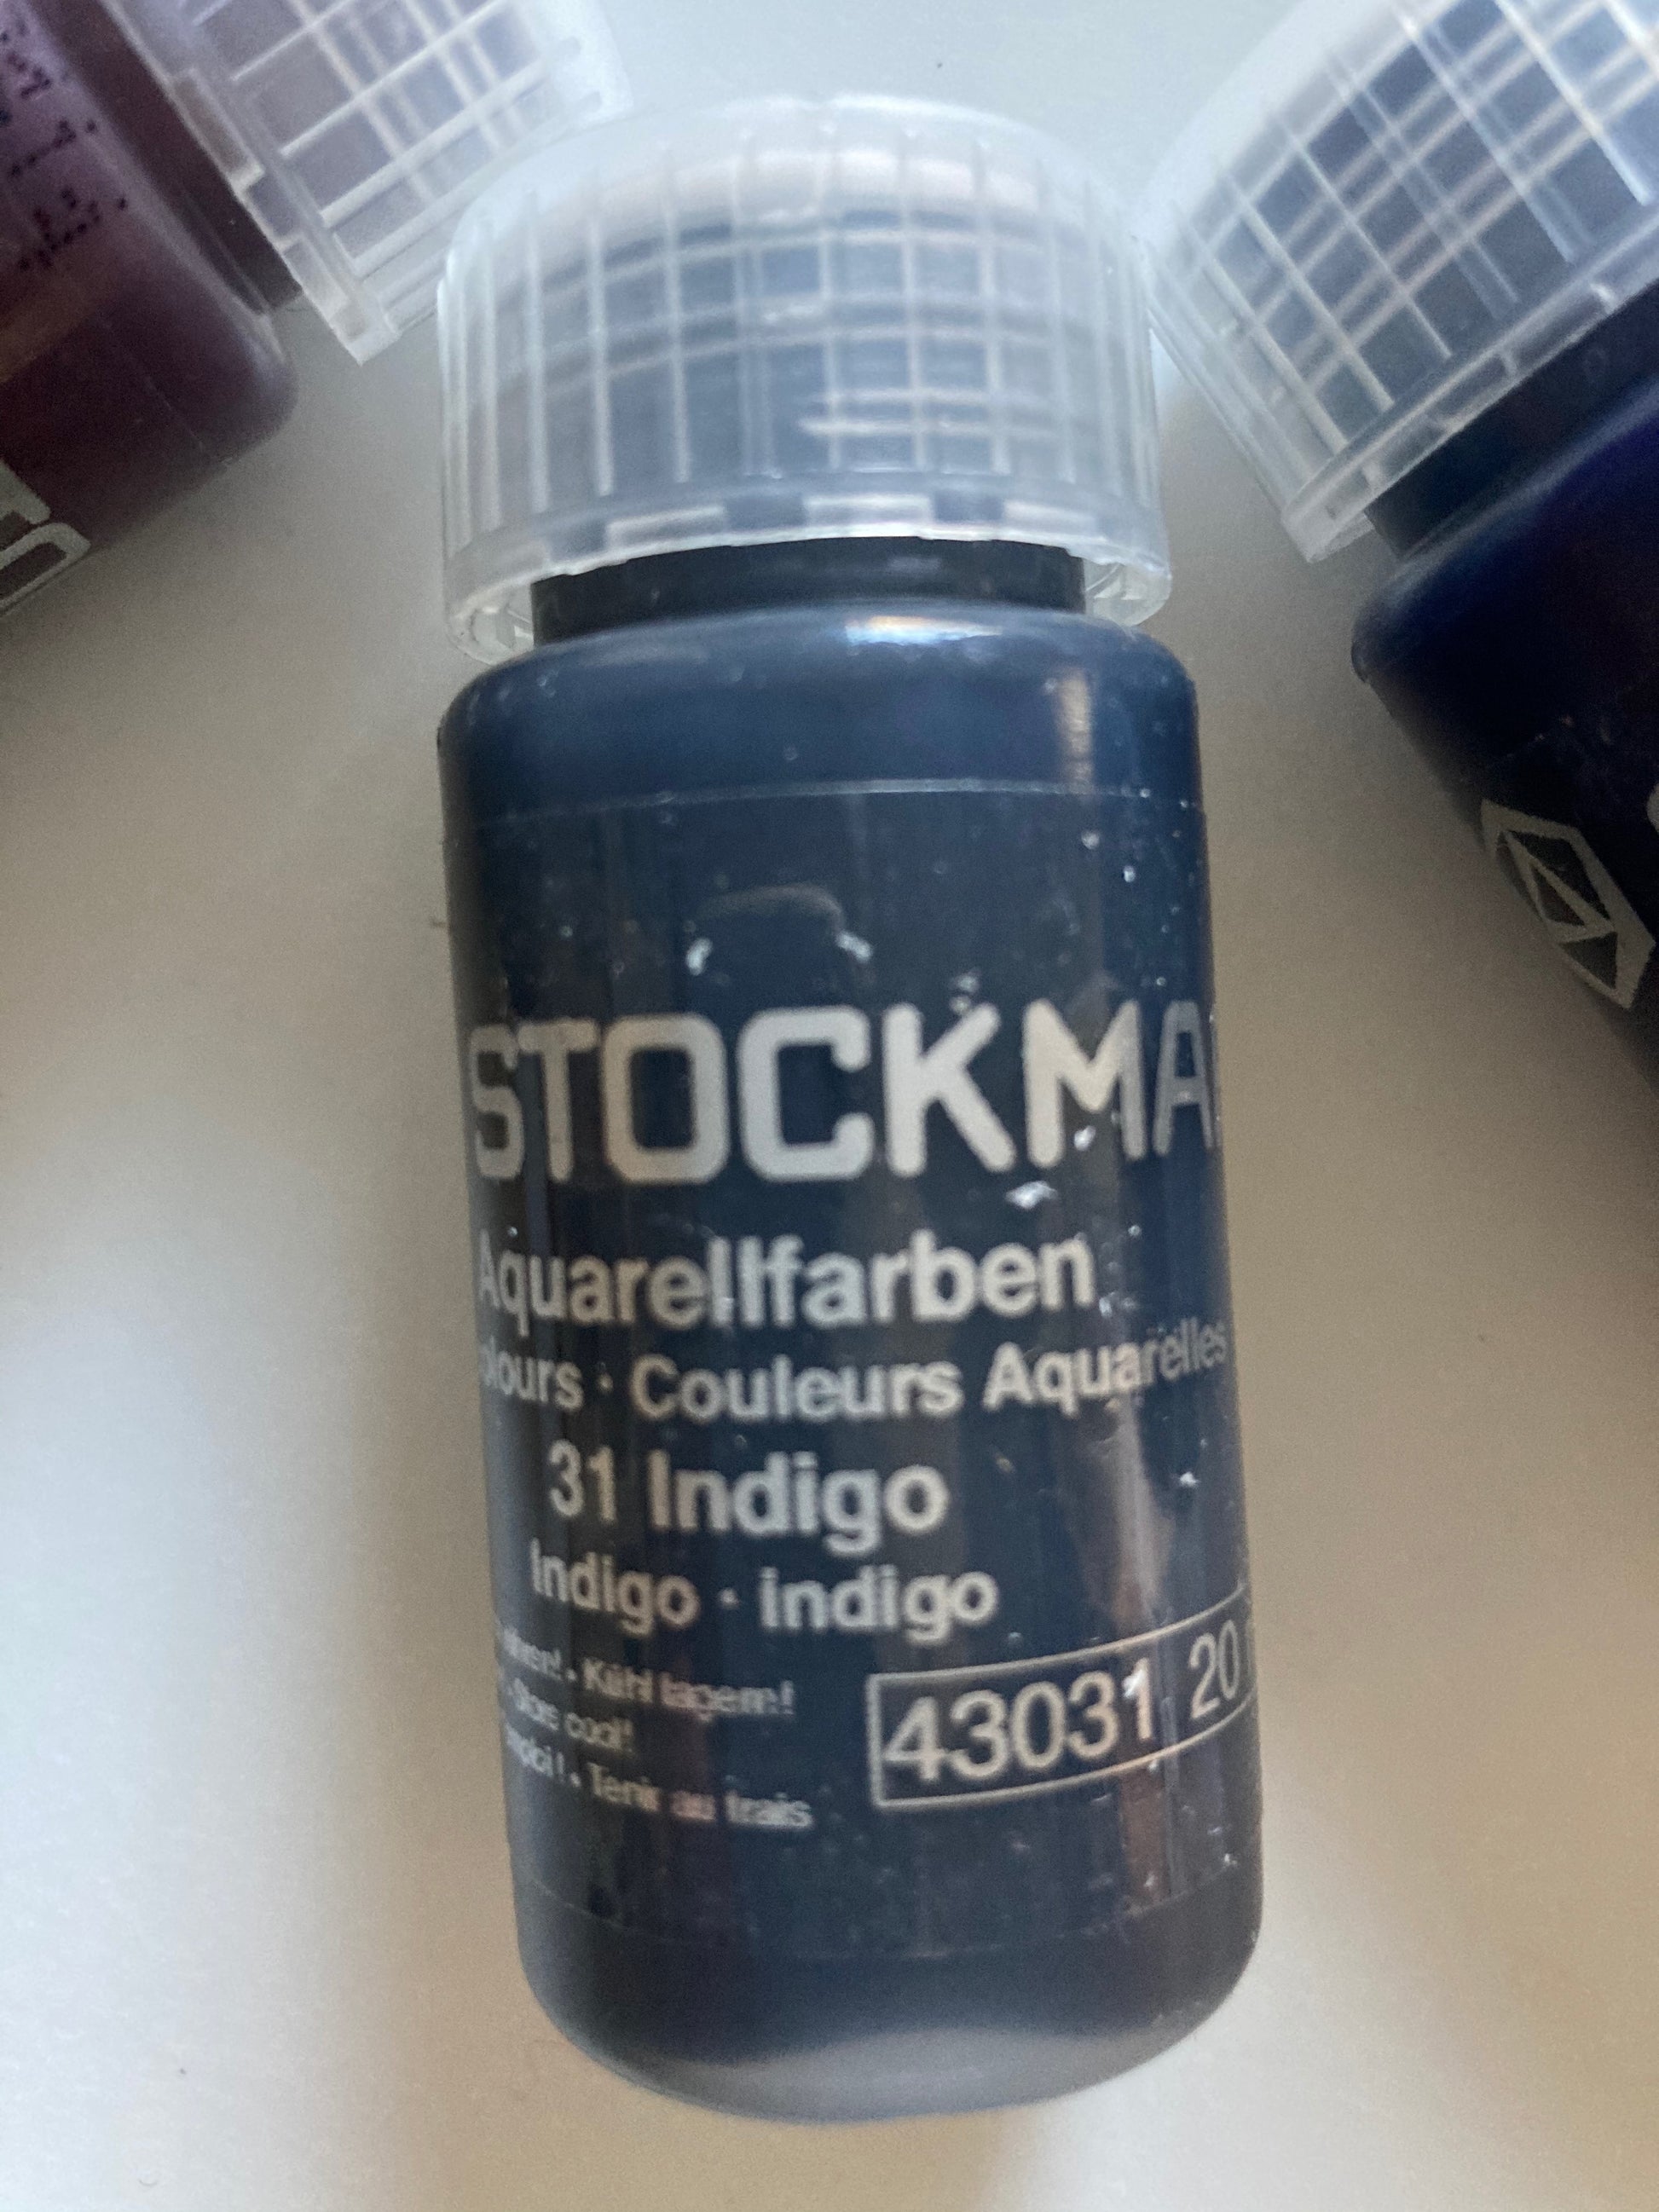 STOCKMA
Aquarellfarben
olours · Couleurs Aquarelles
31 Indigo
Indigo · indigo
Kühl lagern!
Store cool!
Tenir au frais
43031 20